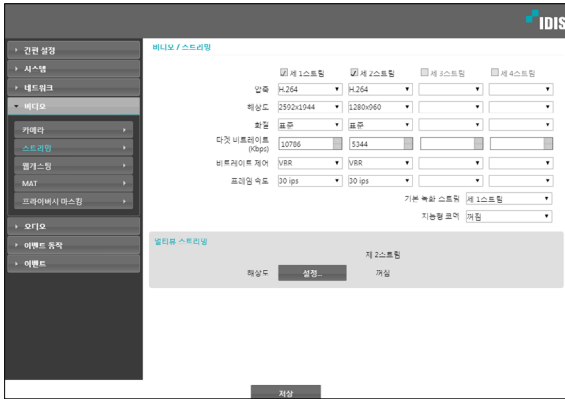 IDIS
간편 설정
시스템
네트워크
비디오
카메라
스트리밍
웹캐스팅
MAT
프라이버시 마스킹
오디오
이벤트 동작
이벤트
비디오 / 스트리밍
제 1스트림 제 2스트림 제 3스트림 제 4스트림
압축 H.264 H.264
해상도 2592x1944 1280x960
화질 표준 표준
다겟 비트레이트 10786 5344
(Kbps)
비트레이트 제어 VBR VBR
프레임 속도 30 ips 30 ips
기본 녹화 스트림 제 1스트림
지능형 코덱 꺼짐
멀티뷰 스트리밍
제 2스트림
해상도 설정... 꺼짐
저장